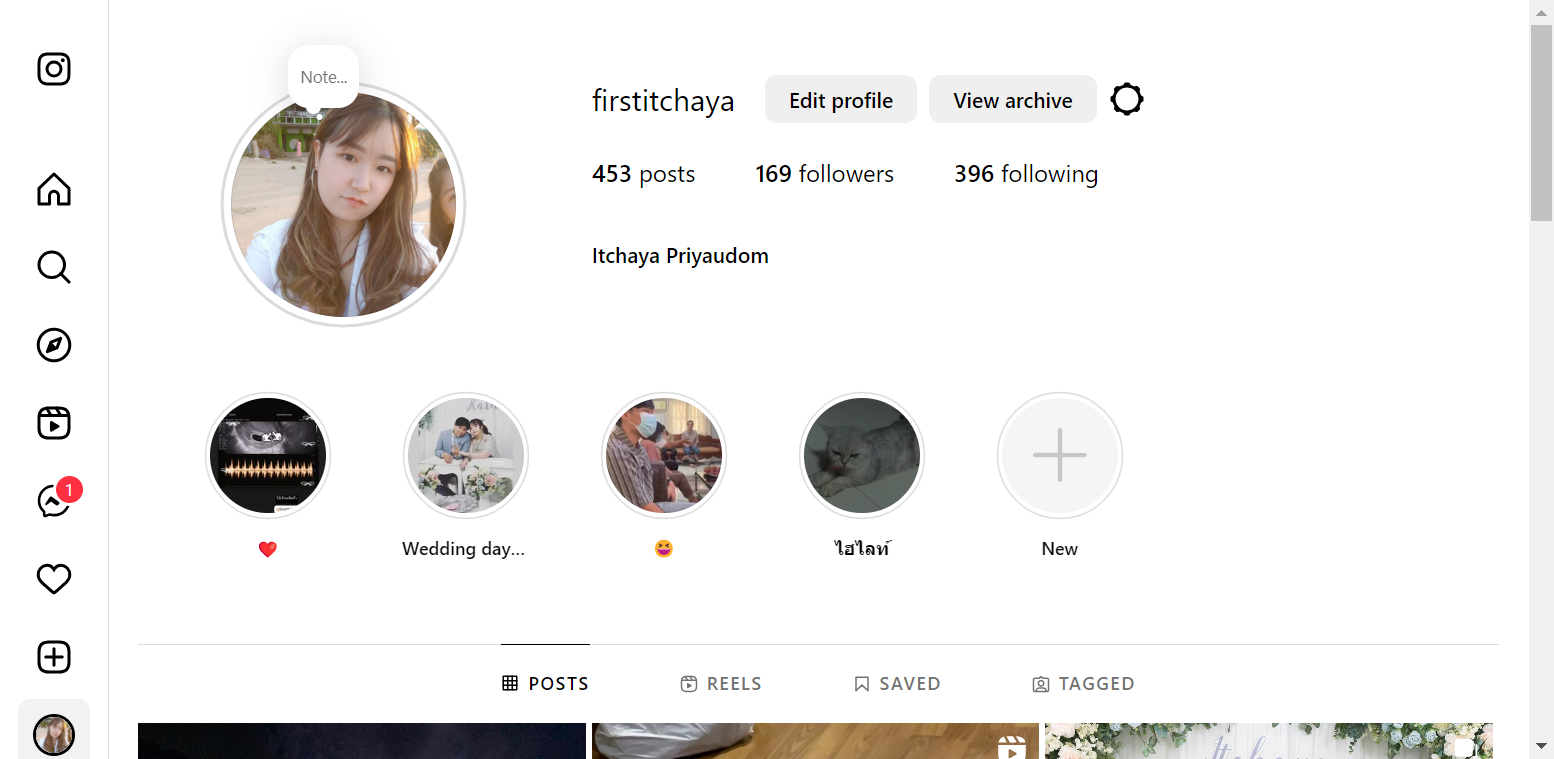 Note...
firstitchaya Edit profile View archive
453 posts 169 followers 396 following
Itchaya Priyaudom
1
Wedding day...
ไฮไลท์
New
POSTS REELS SAVED TAGGED